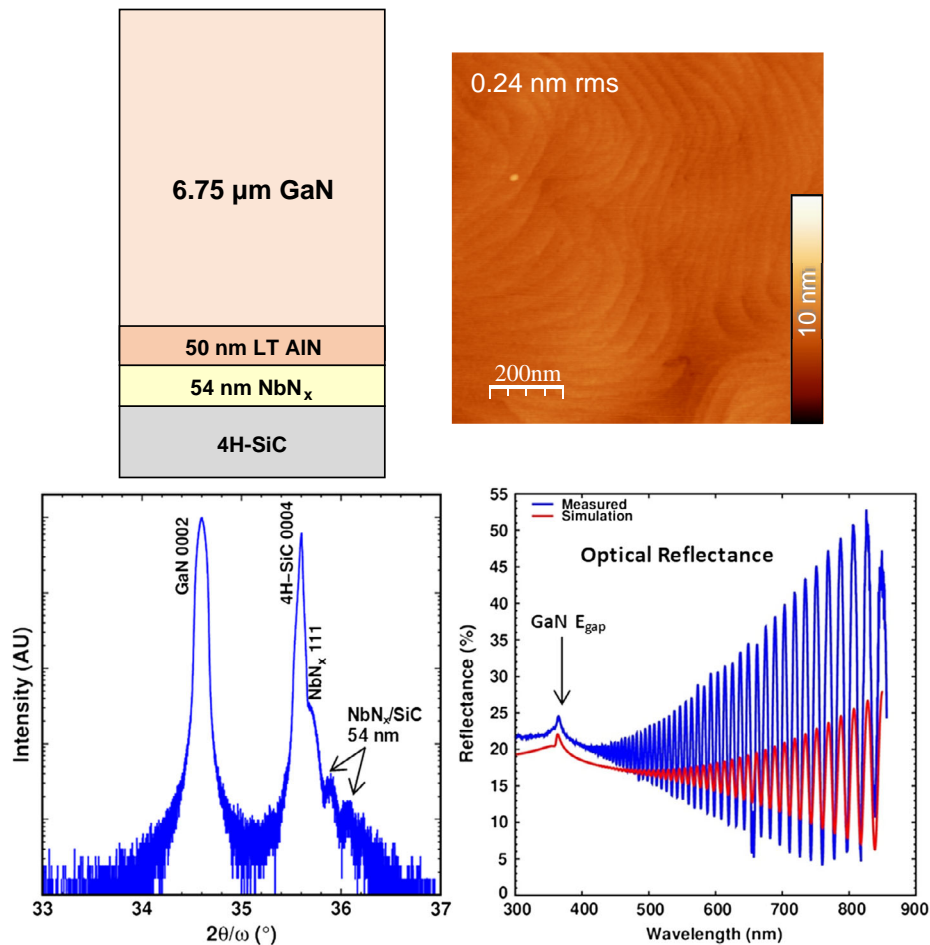 6.75 µm GaN
50 nm LT AlN
54 nm NbNₓ
4H-SiC
0.24 nm rms
200nm
10 nm
GaN 0002
4H–SiC 0004
NbNₓ 111
NbNₓ/SiC
54 nm
Intensity (AU)
33 34 35 36 37
2θ/ω (°)
Measured
Simulation
Optical Reflectance
GaN E_gap
Reflectance (%)
55
50
45
40
35
30
25
20
15
10
5
0
300 400 500 600 700 800 900
Wavelength (nm)